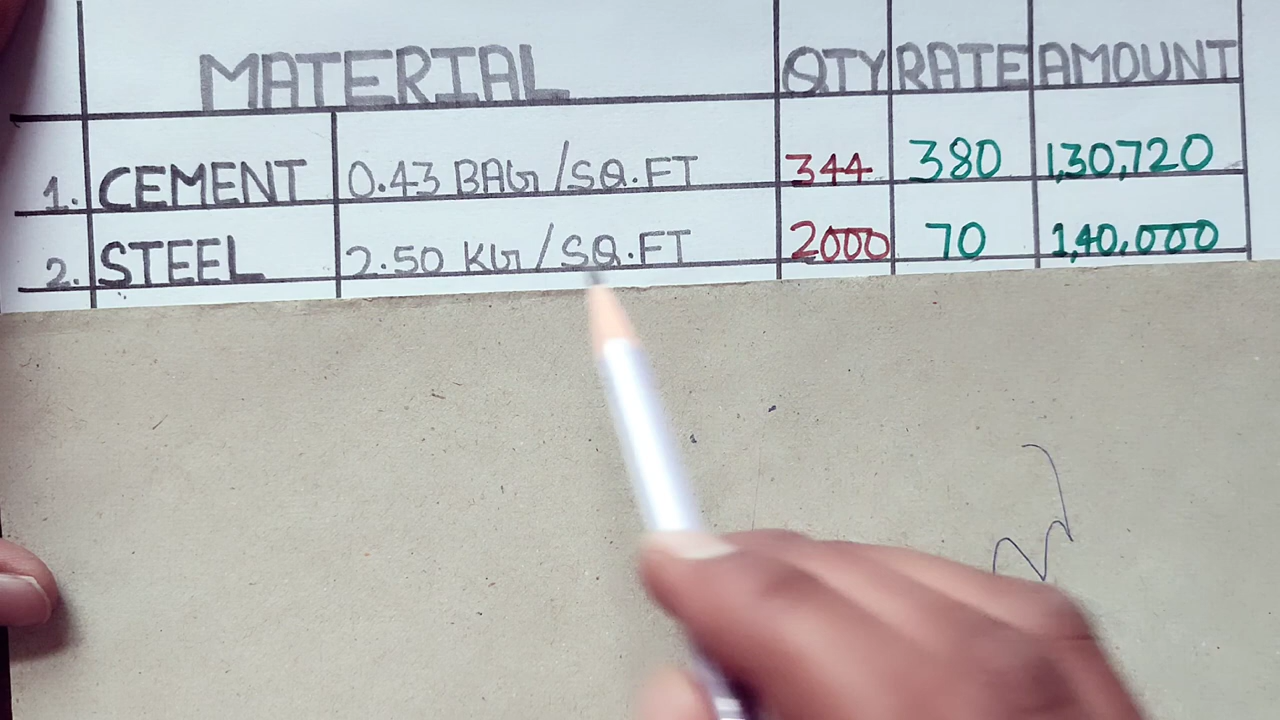 MATERIAL QTY RATE AMOUNT
1. CEMENT 0.43 BAG/SQ.FT 344 380 1,30,720
2. STEEL 2.50 KG/SQ.FT 2000 70 1,40,000